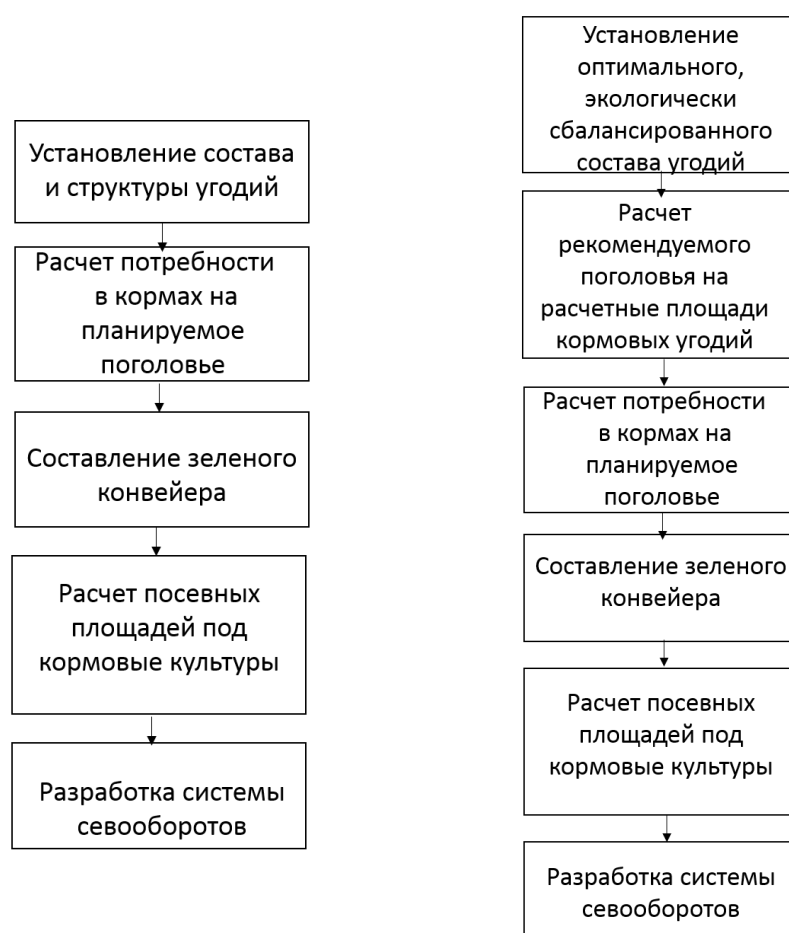 Установление состава
и структуры угодий
Расчет потребности
в кормах на
планируемое
поголовье
Составление зеленого
конвейера
Расчет посевных
площадей под
кормовые культуры
Разработка системы
севооборотов
Установление
оптимального,
экологически
сбалансированного
состава угодий
Расчет
рекомендуемого
поголовья на
расчетные площади
кормовых угодий
Расчет потребности
в кормах на
планируемое
поголовье
Составление зеленого
конвейера
Расчет посевных
площадей под
кормовые культуры
Разработка системы
севооборотов